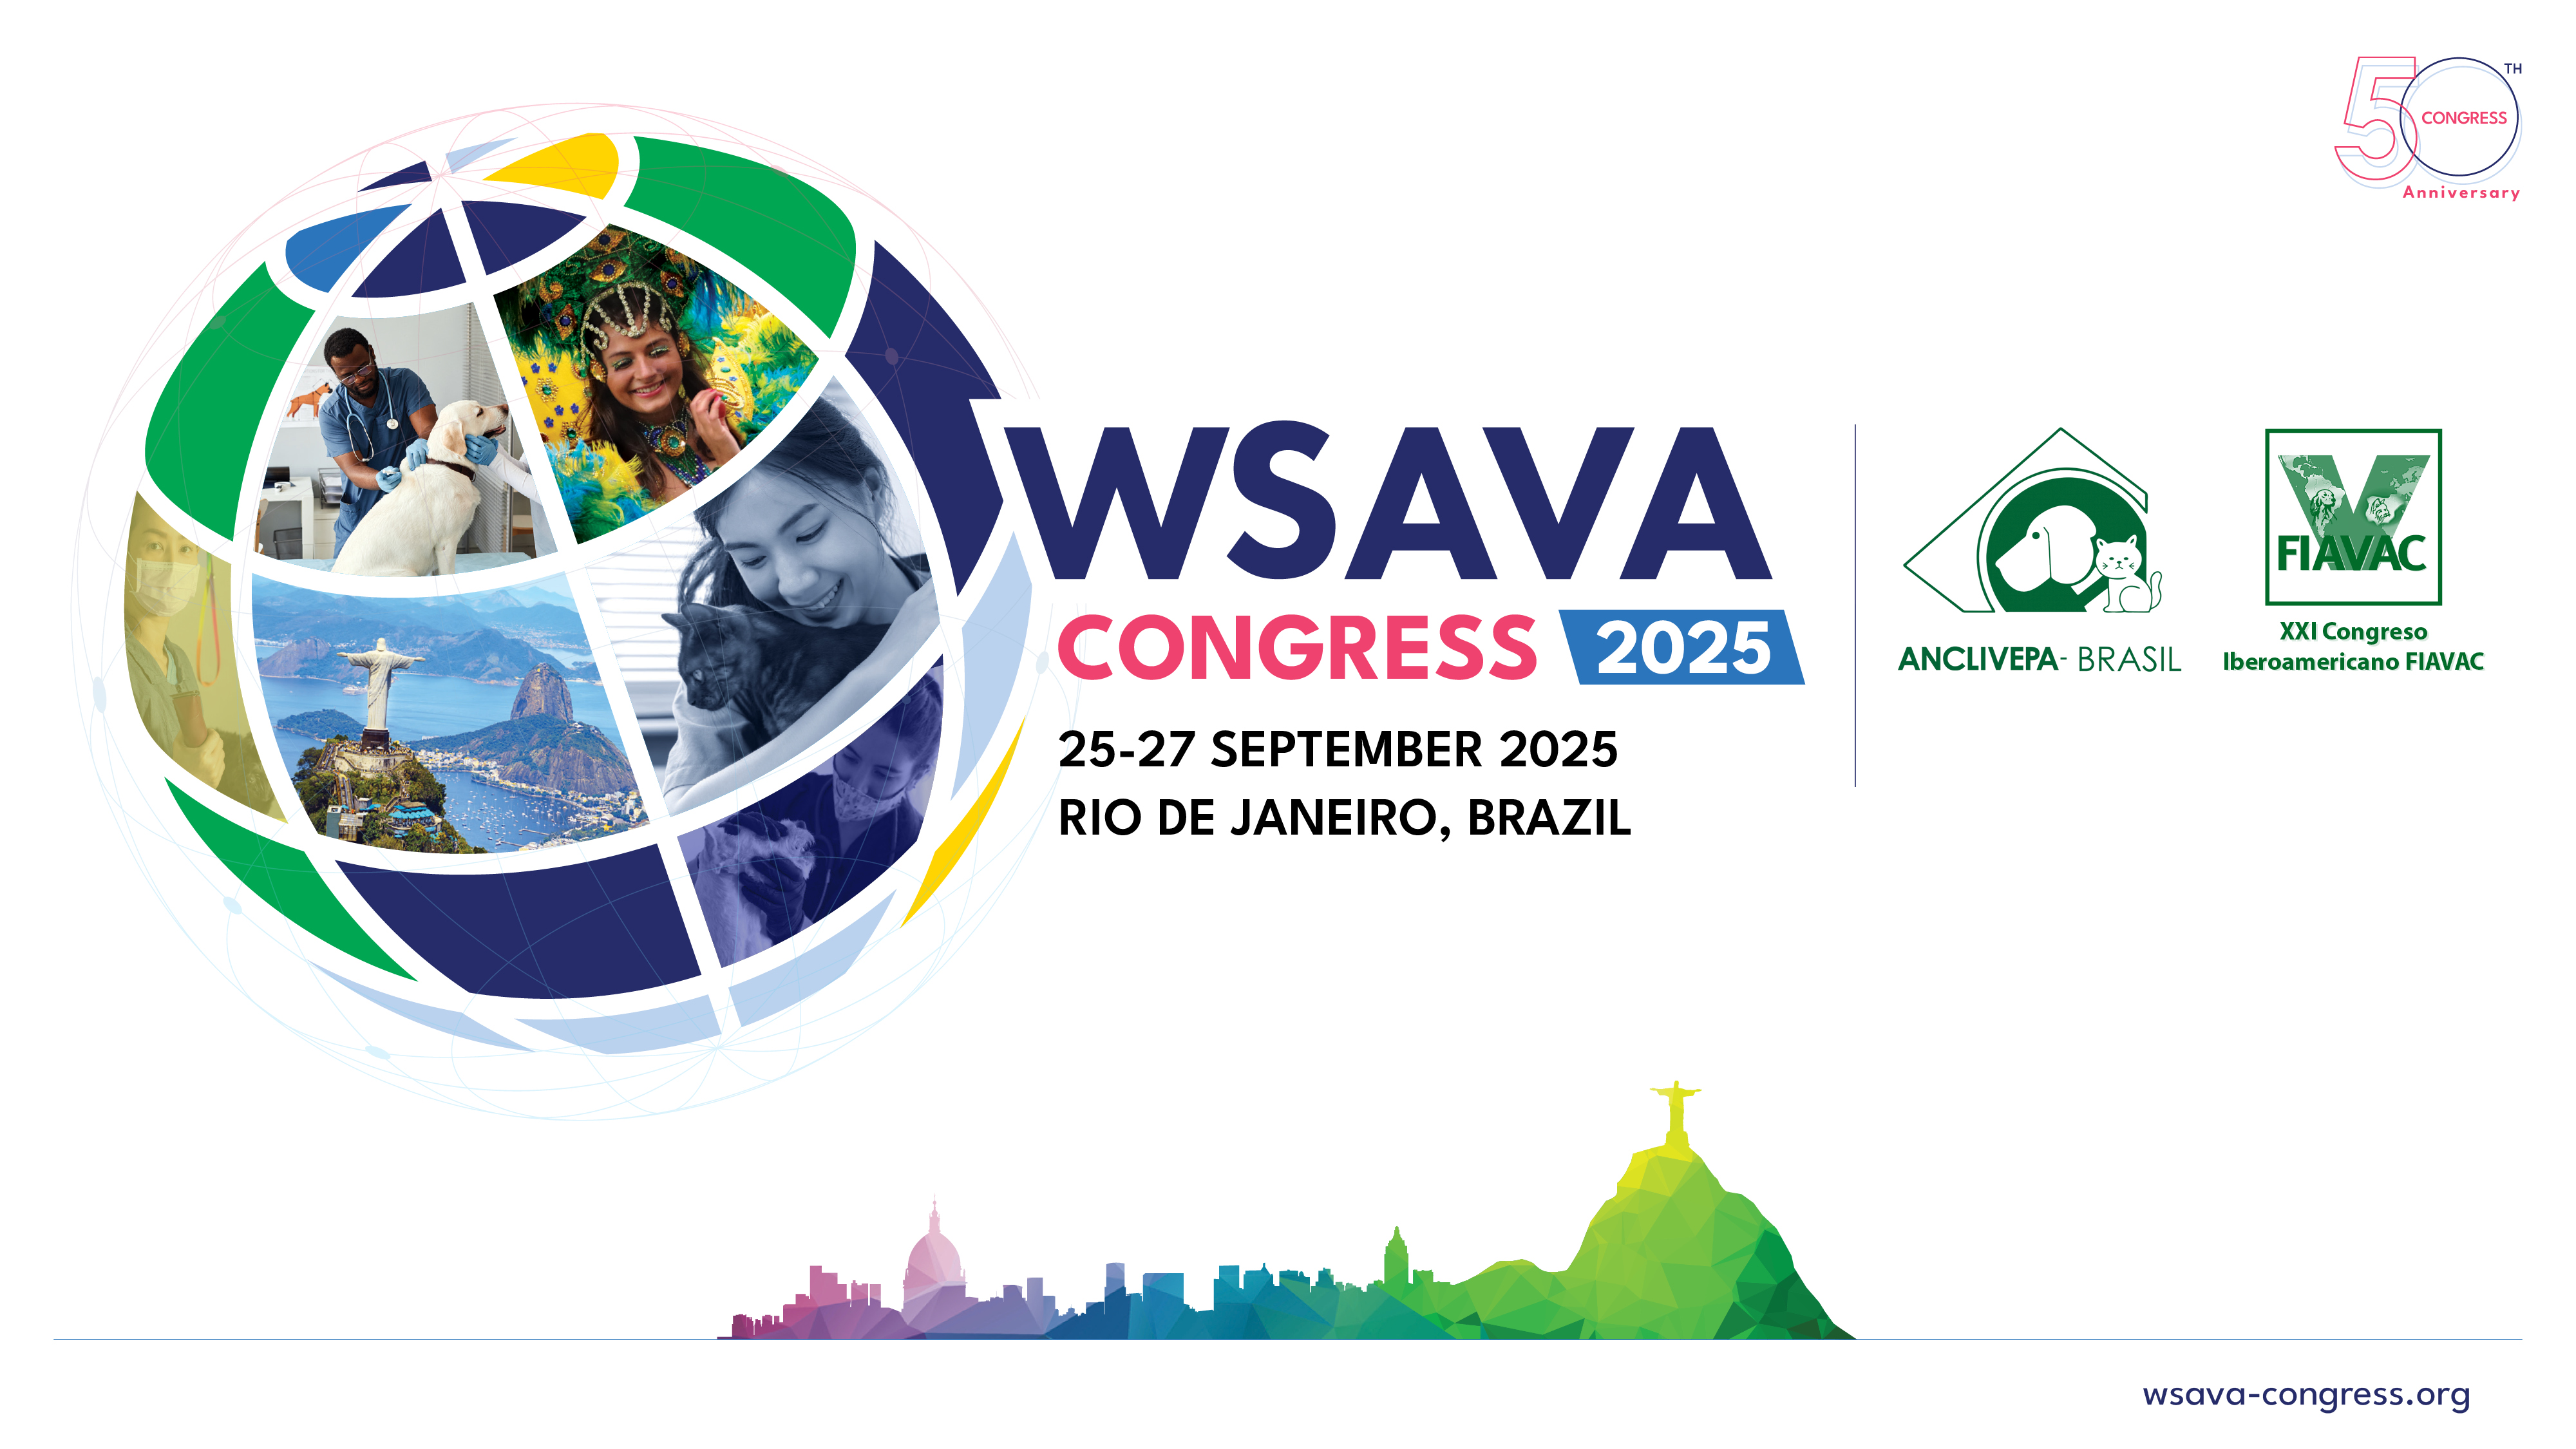 50TH
CONGRESS
Anniversary
WSAVA
CONGRESS 2025
25-27 SEPTEMBER 2025
RIO DE JANEIRO, BRAZIL
ANCLIVEPA- BRASIL
FIAVAC
XXI Congreso
Iberoamericano FIAVAC
wsava-congress.org